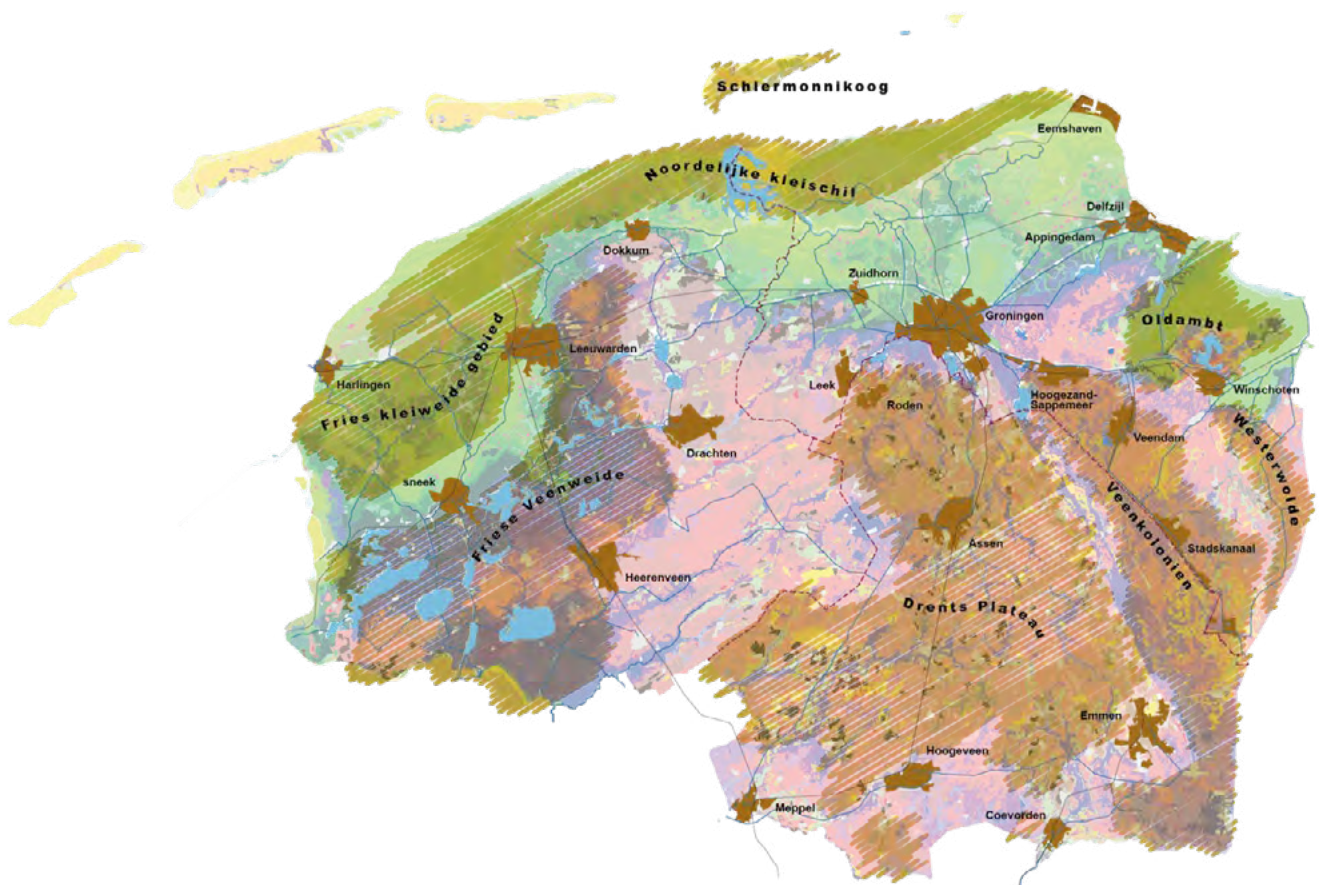 Schiermonnikoog
Eemshaven
Noordelijke kleischil
Delfzijl
Appingedam
Dokkum
Zuidhorn
Groningen
Oldambt
Leeuwarden
Harlingen
Fries kleiweide gebied
Leek
Roden
Hoogezand-
Sappemeer
Winschoten
Veendam
Westerwolde
Drachten
sneek
Friese Veenweide
Veenkolonien
Assen
Stadskanaal
Heerenveen
Drents Plateau
Emmen
Hoogeveen
Meppel
Coevorden